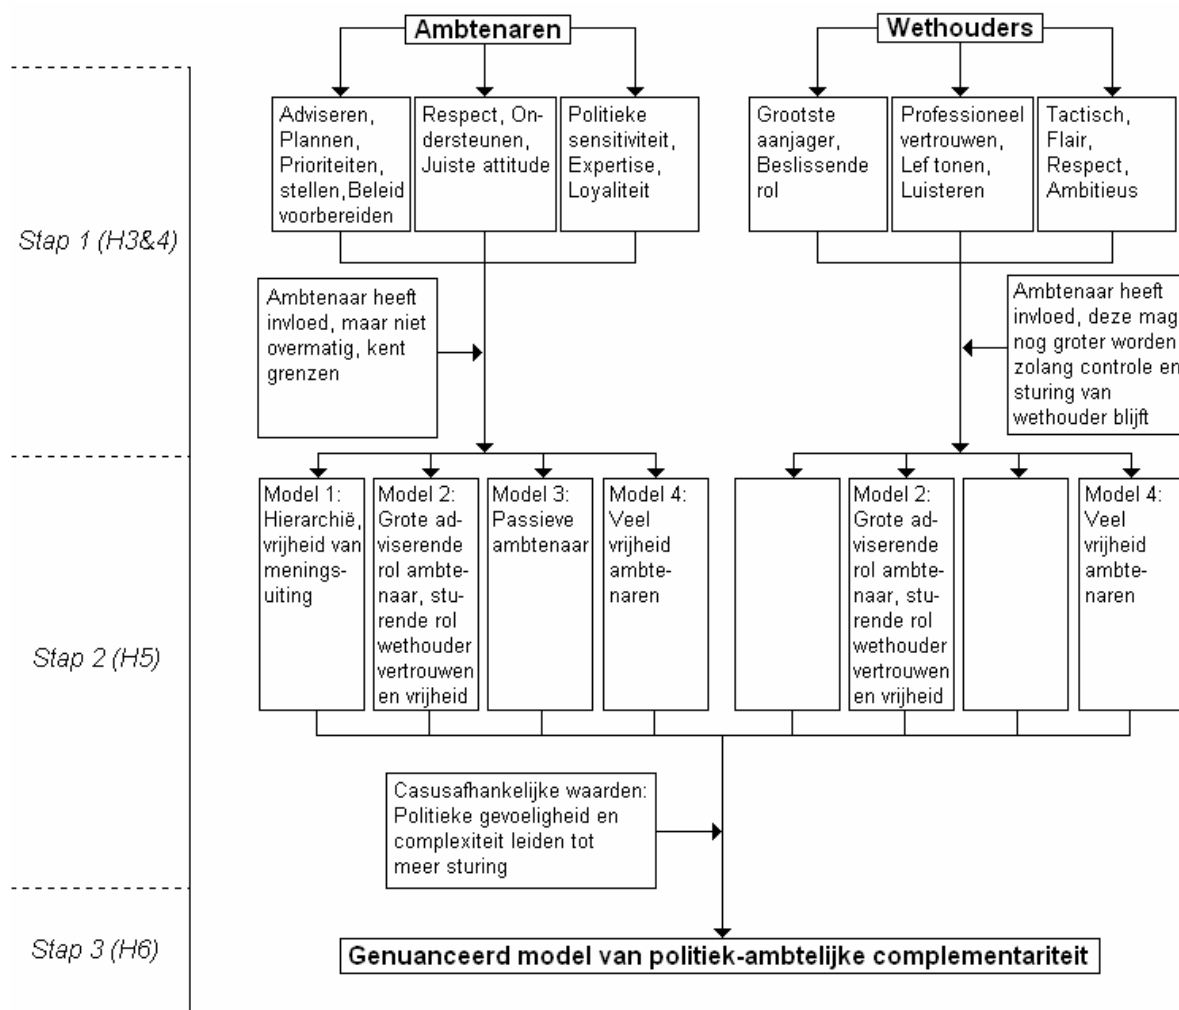 Ambtenaren
Wethouders
Stap 1 (H3&4)
Adviseren,
Plannen,
Prioriteiten,
stellen,Beleid
voorbereiden
Respect, On-
dersteunen,
Juiste attitude
Politieke
sensitiviteit,
Expertise,
Loyaliteit
Grootste
aanjager,
Beslissende
rol
Professioneel
vertrouwen,
Lef tonen,
Luisteren
Tactisch,
Flair,
Respect,
Ambitieus
Ambtenaar heeft
invloed, maar niet
overmatig, kent
grenzen
Ambtenaar heeft
invloed, deze mag
nog groter worden
zolang controle en
sturing van
wethouder blijft
Stap 2 (H5)
Model 1:
Hierarchië,
vrijheid van
menings-
uiting
Model 2:
Grote ad-
viserende
rol ambte-
naar, stu-
rende rol
wethouder
vertrouwen
en vrijheid
Model 3:
Passieve
ambtenaar
Model 4:
Veel
vrijheid
ambte-
naren
Model 2:
Grote ad-
viserende
rol ambte-
naar, stu-
rende rol
wethouder
vertrouwen
en vrijheid
Model 4:
Veel
vrijheid
ambte-
naren
Casusafhankelijke waarden:
Politieke gevoeligheid en
complexiteit leiden tot
meer sturing
Stap 3 (H6)
Genuanceerd model van politiek-ambtelijke complementariteit